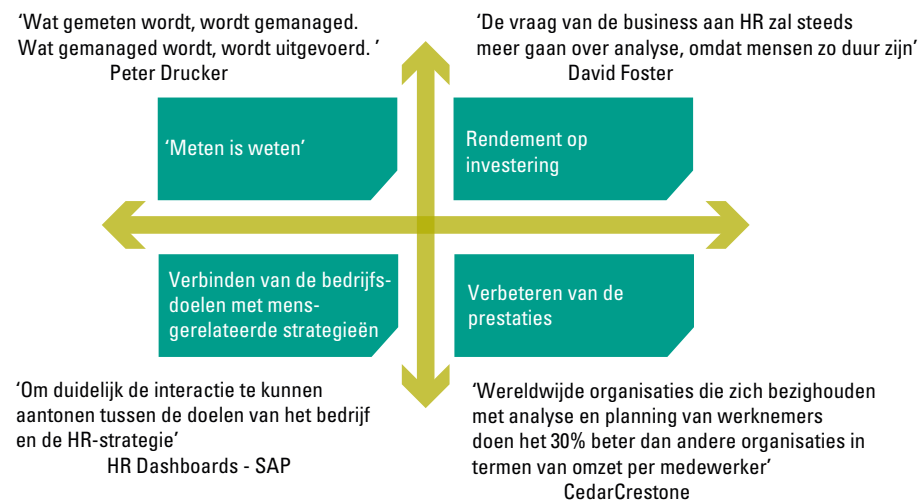 ‘Wat gemeten wordt, wordt gemanaged.
Wat gemanaged wordt, wordt uitgevoerd. ’
Peter Drucker
‘De vraag van de business aan HR zal steeds
meer gaan over analyse, omdat mensen zo duur zijn’
David Foster
‘Meten is weten’
Rendement op
investering
Verbinden van de bedrijfs-
doelen met mens-
gerelateerde strategieën
Verbeteren van de
prestaties
‘Om duidelijk de interactie te kunnen
aantonen tussen de doelen van het bedrijf
en de HR-strategie’
HR Dashboards - SAP
‘Wereldwijde organisaties die zich bezighouden
met analyse en planning van werknemers
doen het 30% beter dan andere organisaties in
termen van omzet per medewerker’
CedarCrestone